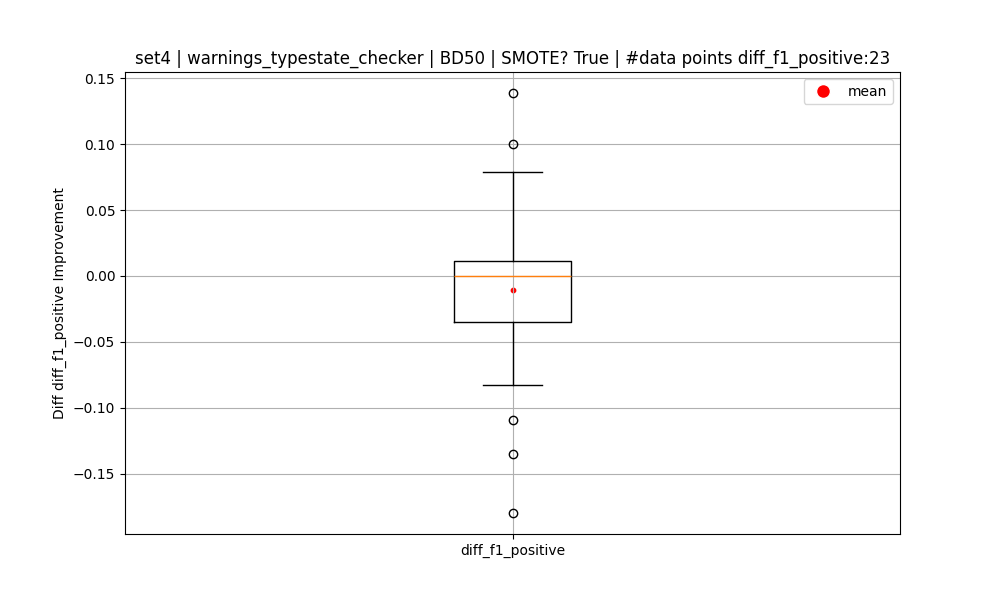 set4 | warnings_typestate_checker | BD50 | SMOTE? True | #data points diff_f1_positive:23
mean
0.15
0.10
0.05
0.00
−0.05
−0.10
−0.15
Diff diff_f1_positive Improvement
diff_f1_positive